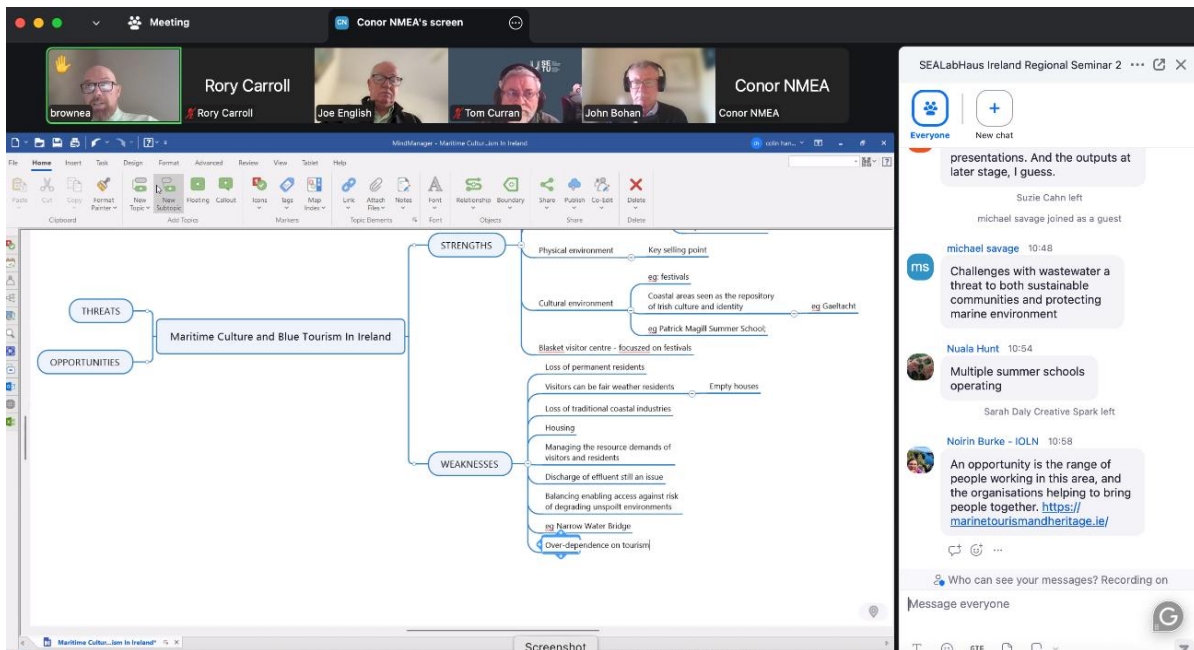 Meeting
CN Conor NMEA's screen
SEALabHaus Ireland Regional Seminar 2
brownea
Rory Carroll
Rory Carroll
Joe English
SETU
Tom Curran
John Bohan
Conor NMEA
Conor NMEA
MindManager - Maritime Cultur...ism in Ireland
colin han...
File Home Insert Task Design Format Advanced Review View Tablet Help
Paste Cut Copy Format Painter New Topic New Subtopic Hosting Callout Icons Tags Map Index Link Attach Files Notes Font Relationship Boundary Share Publish Co-Edit Delete
Clipboard Add Topics Markers Topic Elements Font Objects Share Delete
THREATS
OPPORTUNITIES
Maritime Culture and Blue Tourism In Ireland
STRENGTHS
Physical environment
Key selling point
Cultural environment
eg: festivals
Coastal areas seen as the repository
of Irish culture and identity
eg Gaeltacht
eg Patrick Magill Summer School;
Blasket visitor centre - focuszed on festivals
WEAKNESSES
Loss of permanent residents
Visitors can be fair weather residents
Empty houses
Loss of traditional coastal industries
Housing
Managing the resource demands of
visitors and residents
Discharge of effluent still an issue
Balancing enabling access against risk
of degrading unspoilt environments
eg Narrow Water Bridge
Over-dependence on tourism
Maritime Cultur...ism in Ireland*
Screenshot
Everyone
New chat
presentations. And the outputs at
later stage, I guess.
Suzie Cahn left
michael savage joined as a guest
ms
michael savage 10:48
Challenges with wastewater a
threat to both sustainable
communities and protecting
marine environment
Nuala Hunt 10:54
Multiple summer schools
operating
Sarah Daly Creative Spark left
Noirin Burke - IOLN 10:58
An opportunity is the range of
people working in this area, and
the organisations helping to bring
people together. https://
marinetourismandheritage.ie/
Who can see your messages? Recording on
Message everyone